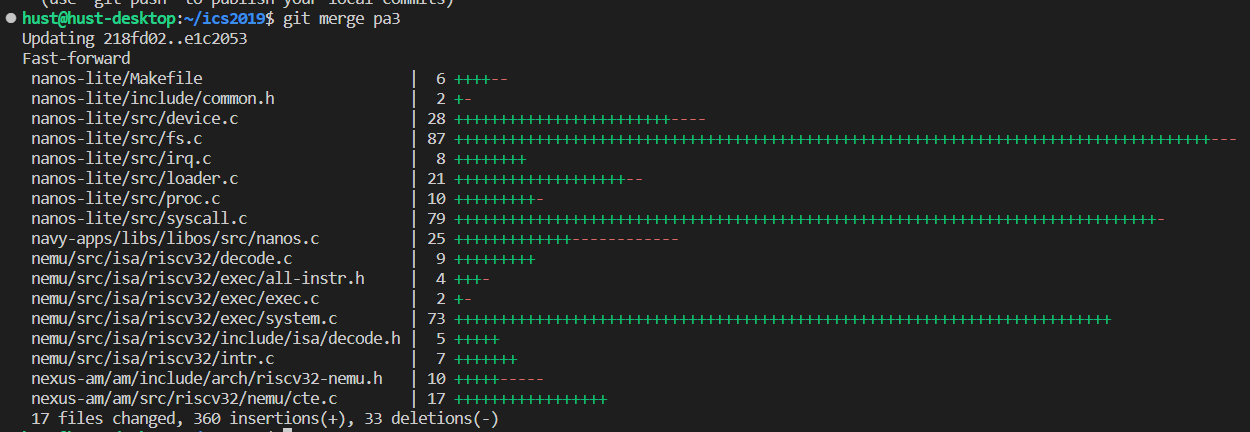 (use "git push" to publish your local commits)
hust@hust-desktop:~/ics2019$ git merge pa3
Updating 218fd02..e1c2053
Fast-forward
 nanos-lite/Makefile                       |  6 ++++--
 nanos-lite/include/common.h               |  2 +-
 nanos-lite/src/device.c                   | 28 ++++++++++++++++++++++++----
 nanos-lite/src/fs.c                       | 87 ++++++++++++++++++++++++++++++++++++++++++++++++++++++++++++++++++++++++++++++++++++---
 nanos-lite/src/irq.c                      |  8 ++++++++
 nanos-lite/src/loader.c                   | 21 +++++++++++++++++++--
 nanos-lite/src/proc.c                     | 10 +++++++++-
 nanos-lite/src/syscall.c                  | 79 ++++++++++++++++++++++++++++++++++++++++++++++++++++++++++++++++++++++++++++++-
 navy-apps/libs/libos/src/nanos.c          | 25 +++++++++++++------------
 nemu/src/isa/riscv32/decode.c             |  9 +++++++++
 nemu/src/isa/riscv32/exec/all-instr.h     |  4 +++-
 nemu/src/isa/riscv32/exec/exec.c          |  2 +-
 nemu/src/isa/riscv32/exec/system.c        | 73 +++++++++++++++++++++++++++++++++++++++++++++++++++++++++++++++++++++++++
 nemu/src/isa/riscv32/include/isa/decode.h |  5 +++++
 nemu/src/isa/riscv32/intr.c               |  7 +++++++
 nexus-am/am/include/arch/riscv32-nemu.h   | 10 +++++-----
 nexus-am/am/src/riscv32/nemu/cte.c        | 17 +++++++++++++++++
 17 files changed, 360 insertions(+), 33 deletions(-)